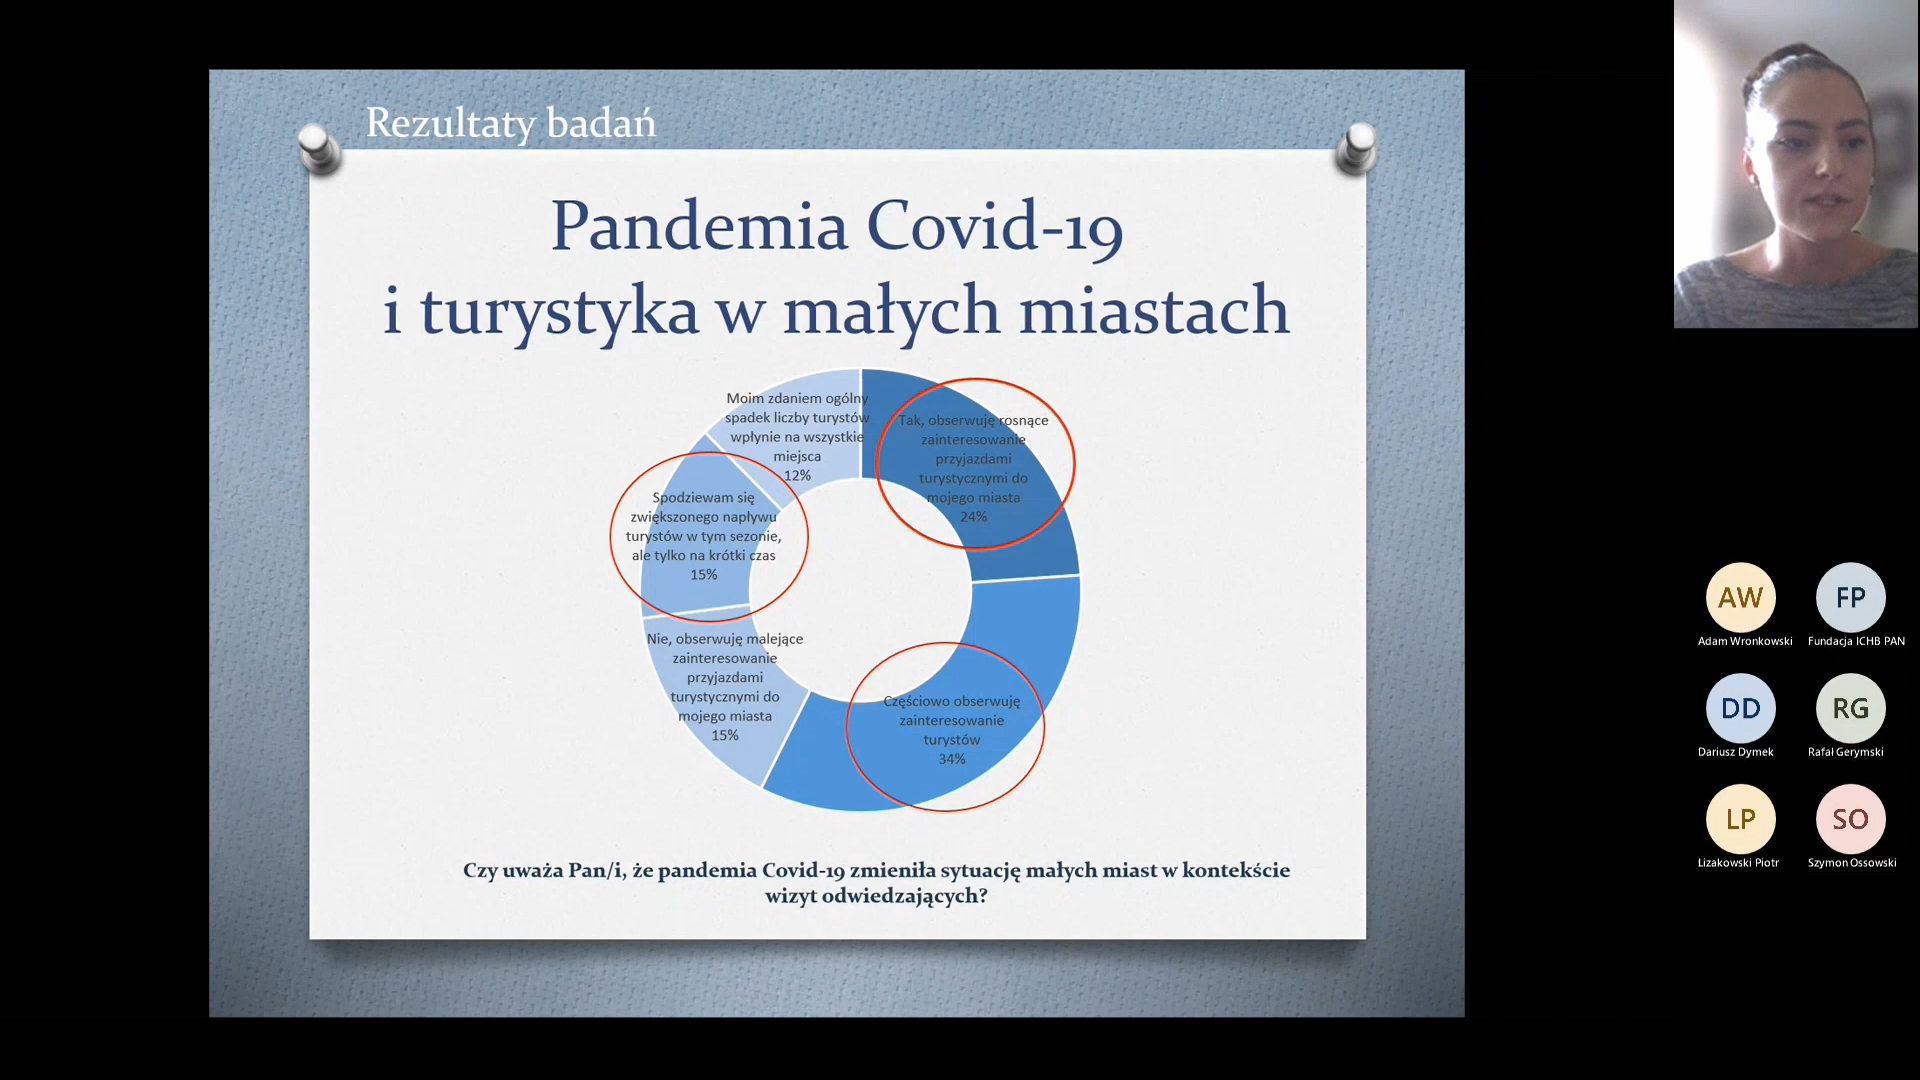 Rezultaty badań
Pandemia Covid-19
i turystyka w małych miastach
Moim zdaniem ogólny
spadek liczby turystów
wpłynie na wszystkie
miejsca
12%
Tak, obserwuję rosnące
zainteresowanie
przyjazdami
turystycznymi do
mojego miasta
24%
Spodziewam się
zwiększonego napływu
turystów w tym sezonie,
ale tylko na krótki czas
15%
Nie, obserwuję malejące
zainteresowanie
przyjazdami
turystycznymi do
mojego miasta
15%
Częściowo obserwuję
zainteresowanie
turystów
34%
Czy uważa Pan/i, że pandemia Covid-19 zmieniła sytuację małych miast w kontekście
wizyt odwiedzających?
AW
Adam Wronkowski
FP
Fundacja ICHB PAN
DD
Dariusz Dymek
RG
Rafał Gerymski
LP
Lizakowski Piotr
SO
Szymon Ossowski